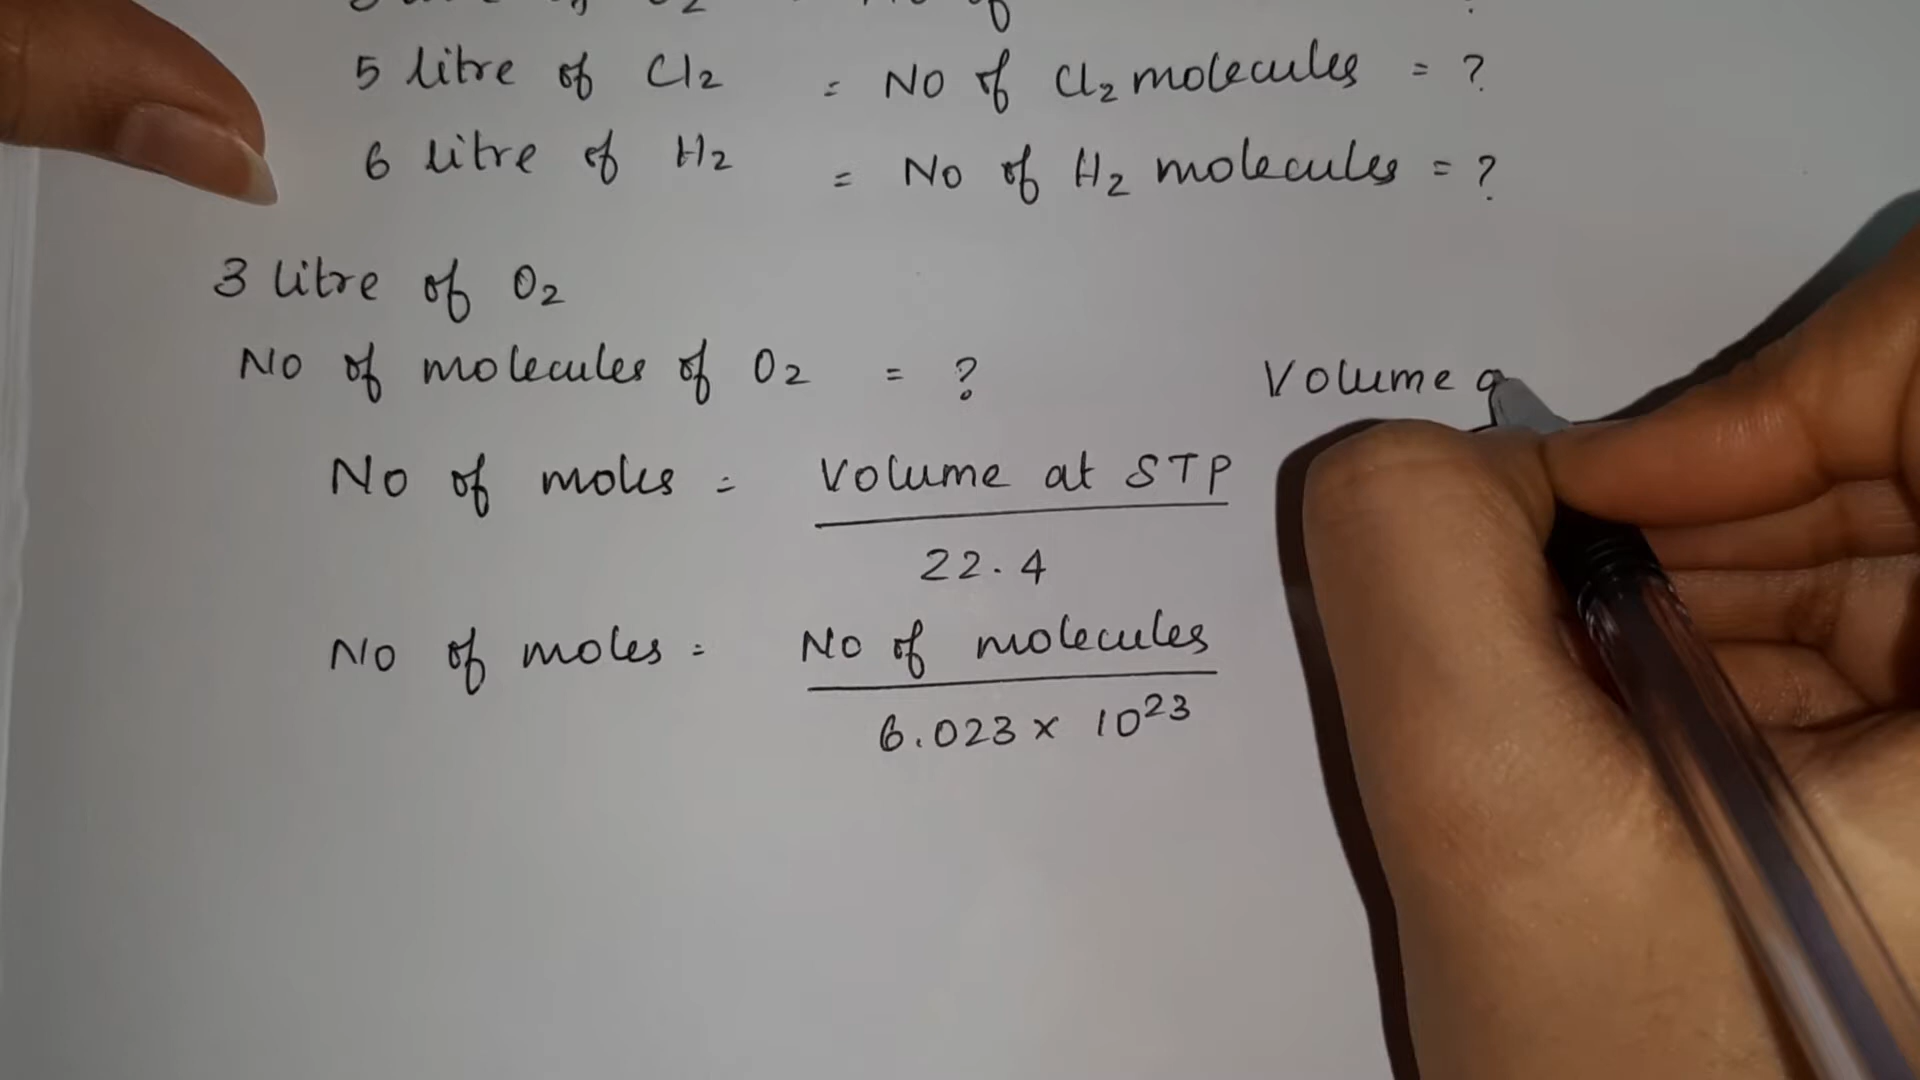 5 litre of Cl2 = No of Cl2 molecules = ?
6 litre of H2 = No of H2 molecules = ?
3 litre of O2
No of molecules of O2 = ?
Volume
No of moles = Volume at STP
22.4
No of moles = No of molecules
6.023 x 10^23